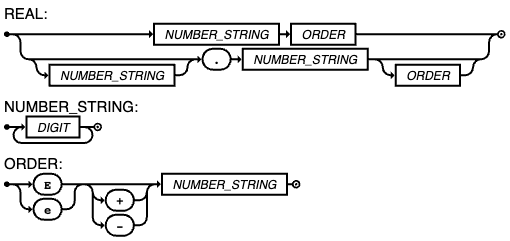 REAL:
NUMBER_STRING ORDER
NUMBER_STRING . NUMBER_STRING ORDER
NUMBER_STRING:
DIGIT
ORDER:
E + NUMBER_STRING
e -